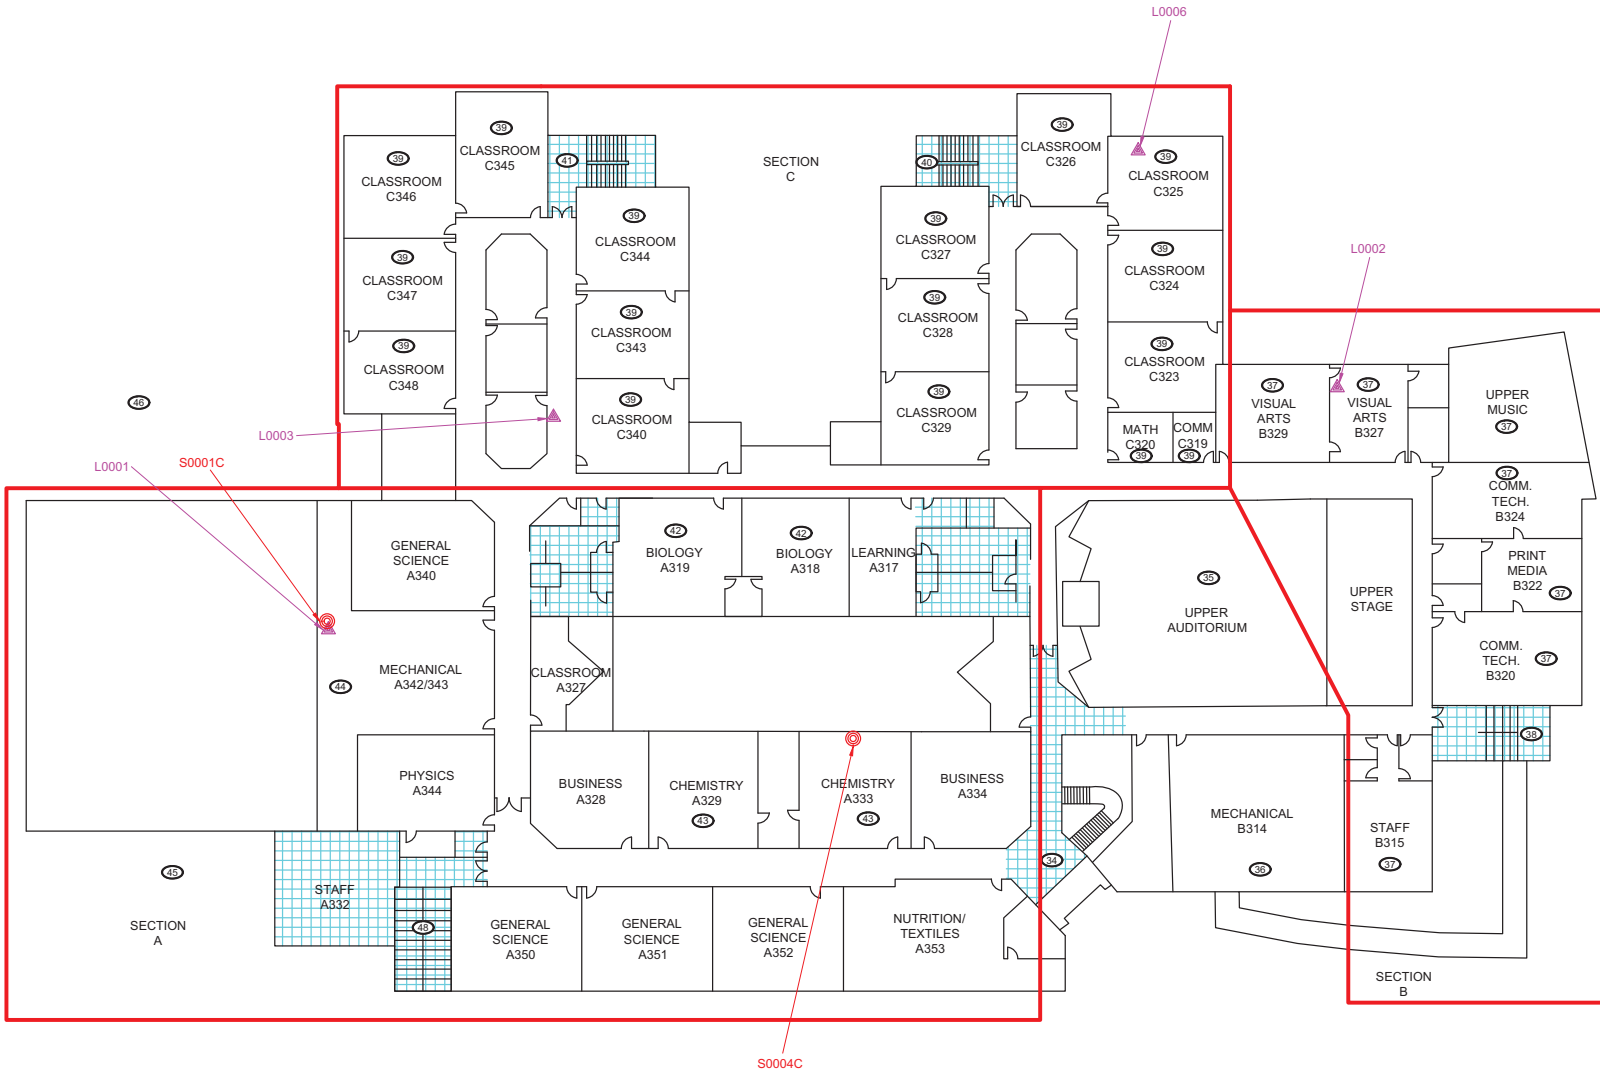 L0006
39
CLASSROOM
C345
39
CLASSROOM
C346
41
SECTION
C
40
39
CLASSROOM
C326
39
CLASSROOM
C325
39
CLASSROOM
C344
39
CLASSROOM
C327
39
CLASSROOM
C347
39
CLASSROOM
C324
L0002
39
CLASSROOM
C343
39
CLASSROOM
C328
39
CLASSROOM
C348
39
CLASSROOM
C323
46
39
CLASSROOM
C340
39
CLASSROOM
C329
MATH
C320
39
COMM
C319
39
37
VISUAL
ARTS
B329
37
VISUAL
ARTS
B327
UPPER
MUSIC
37
L0003
L0001
S0001C
37
COMM.
TECH.
B324
GENERAL
SCIENCE
A340
42
BIOLOGY
A319
42
BIOLOGY
A318
LEARNING
A317
35
UPPER
AUDITORIUM
UPPER
STAGE
PRINT
MEDIA
B322
37
MECHANICAL
A342/343
44
CLASSROOM
A327
COMM.
TECH.
B320
37
38
PHYSICS
A344
BUSINESS
A328
CHEMISTRY
A329
43
CHEMISTRY
A333
43
BUSINESS
A334
MECHANICAL
B314
36
STAFF
B315
37
34
45
STAFF
A332
48
SECTION
A
GENERAL
SCIENCE
A350
GENERAL
SCIENCE
A351
GENERAL
SCIENCE
A352
NUTRITION/
TEXTILES
A353
SECTION
B
S0004C